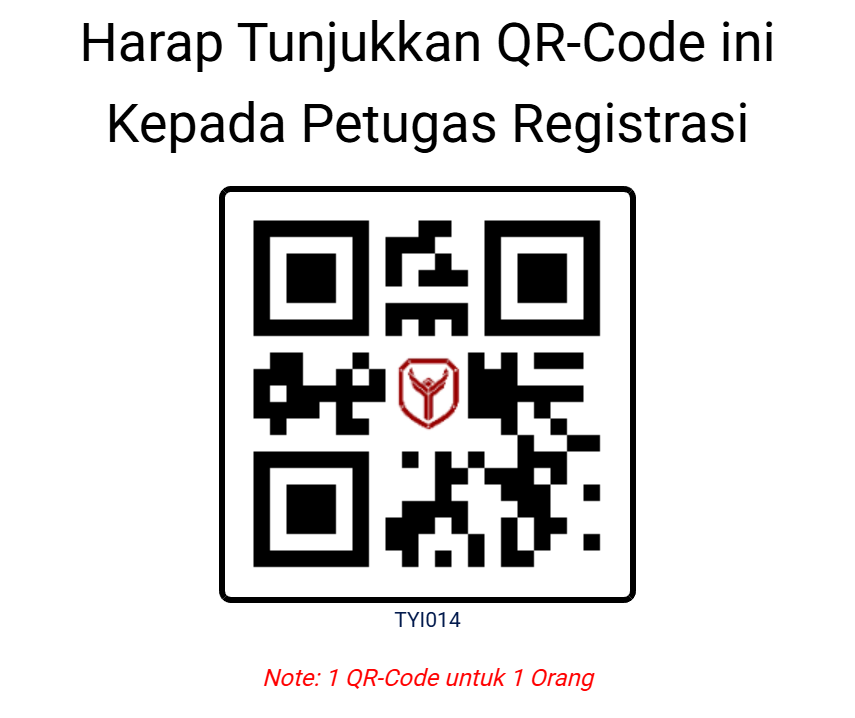 Harap Tunjukkan QR-Code ini
Kepada Petugas Registrasi
TYI014
Note: 1 QR-Code untuk 1 Orang